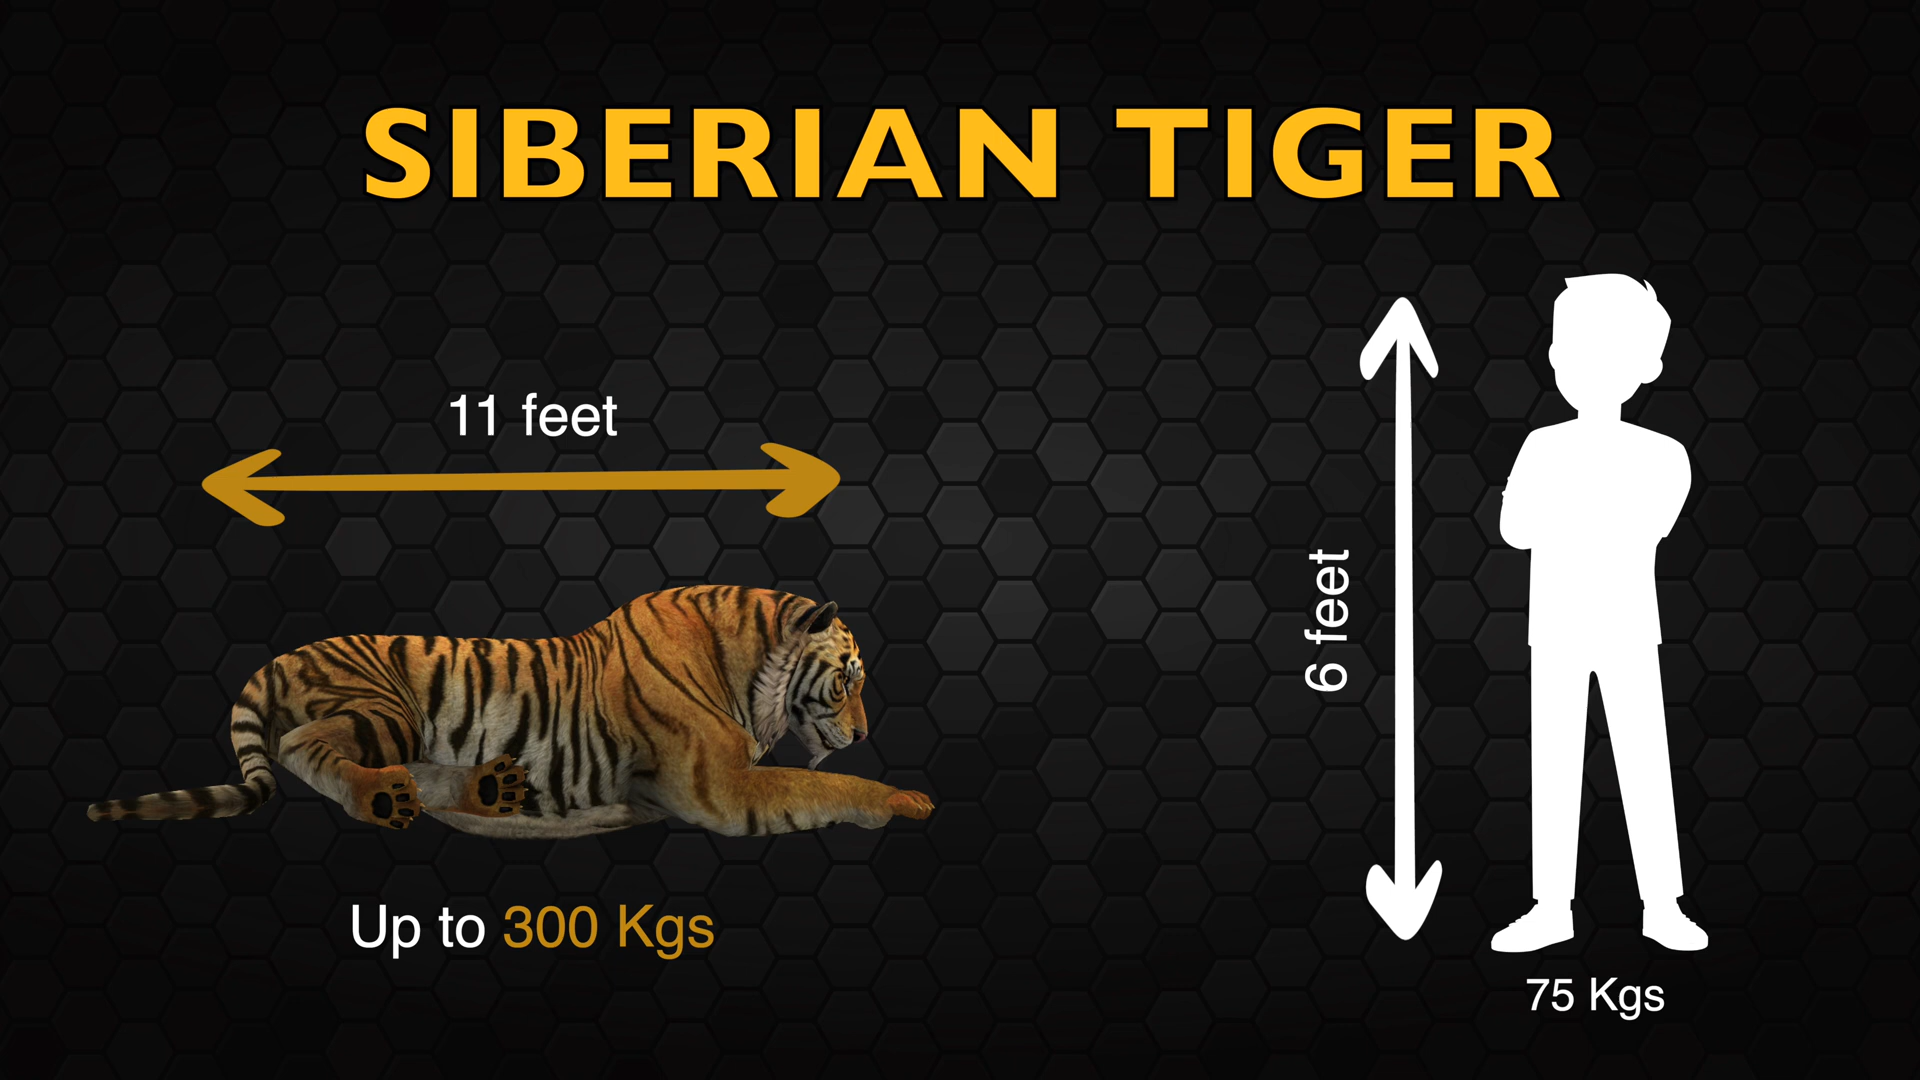 SIBERIAN TIGER
11 feet
6 feet
Up to 300 Kgs
75 Kgs